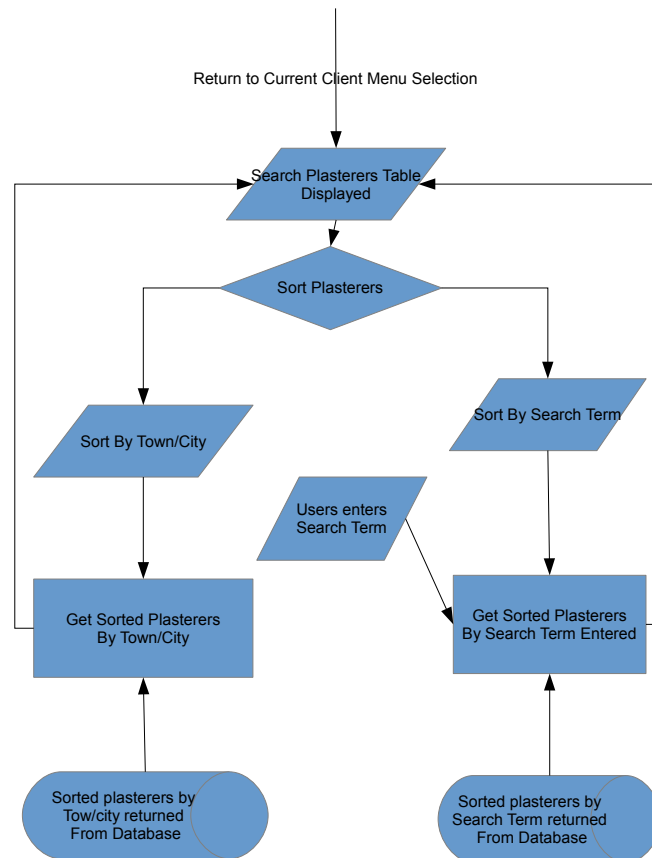 Return to Current Client Menu Selection
Search Plasterers Table
Displayed
Sort Plasterers
Sort By Town/City
Sort By Search Term
Users enters
Search Term
Get Sorted Plasterers
By Town/City
Get Sorted Plasterers
By Search Term Entered
Sorted plasterers by
Tow/city returned
From Database
Sorted plasterers by
Search Term returned
From Database